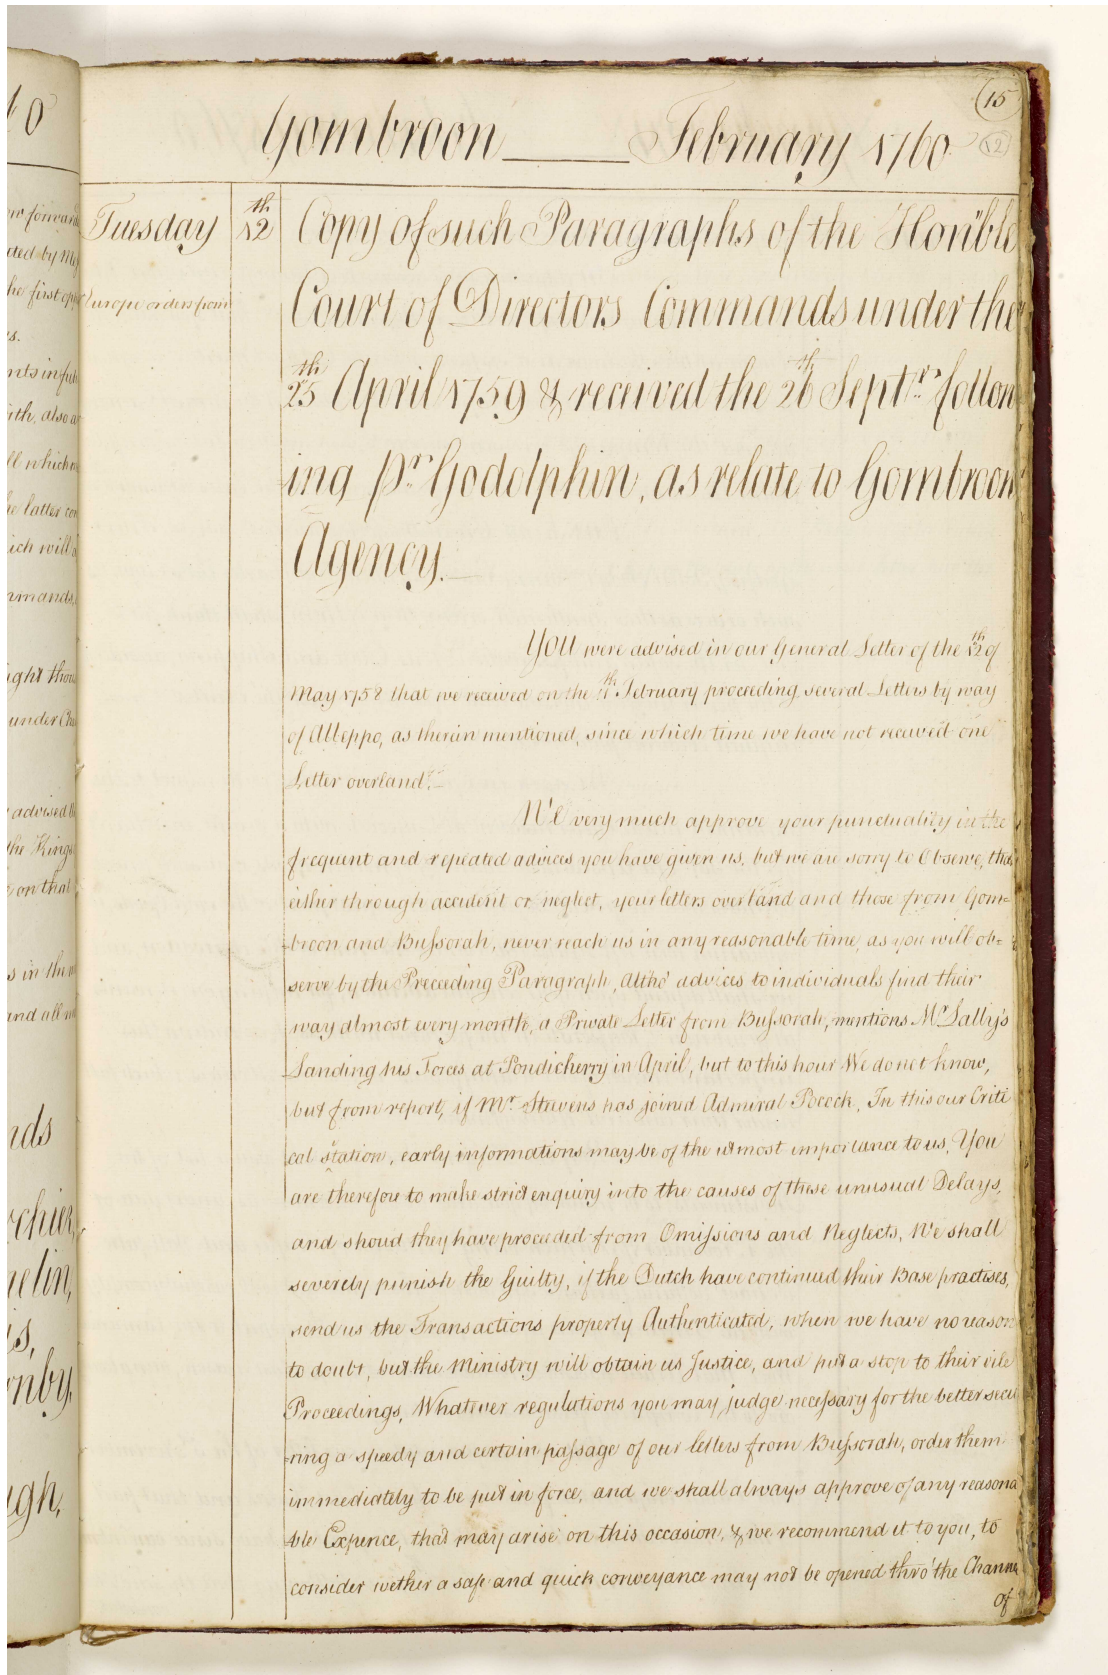 15
12
Gombroon February 1760
Tuesday
12th
Europe orders from
Copy of such Paragraphs of the Honble
Court of Directors Commands under the
25th April 1759 & received the 26th Septr. follow
ing pr. Godolphin, as relate to Gombroon
Agency.
You were advised in our General Letter of the 12th of
May 1758 that we received on the February preceeding several Letters by way
of Alleppo, as therein mentioned, since which time we have not received one
Letter overland.
We very much approve your punctuality in the
frequent and repeated advices you have given us, but we are sorry to Observe, that
either through accident or neglect, your letters overland and those from Gom=
=broon and Bussorah, never reach us in any reasonable time, as you will ob=
serve by the Preceeding Paragraph, altho' advices to individuals find their
way almost every month, a Private Letter from Bussorah, mentions Mr. Lally's
Landing his Forces at Pondicherry in April, but to this hour We do not know,
but from report, if Mr. Stevens has joined Admiral Pocock, In this our Criti
cal station, early informations may be of the utmost importance to us, You
are therefore to make strict enquiry into the causes of these unusual Delays,
and shoud they have proceeded from Omissions and Neglects, We shall
severely punish the Guilty, if the Dutch have continued their Base practises,
send us the Transactions properly Authenticated, when we have no reason
to doubt, but the Ministry will obtain us Justice, and put a stop to their vile
Proceedings, Whatever regulations you may judge necessary for the better secu
=ring a speedy and certain passage of our letters from Bussorah, order them
immediately to be put in force, and we shall always approve of any reasona
ble Expence, that may arise on this occasion, & we recommend it to you, to
consider wether a safe and quick conveyance may not be opened thro' the Channel
of